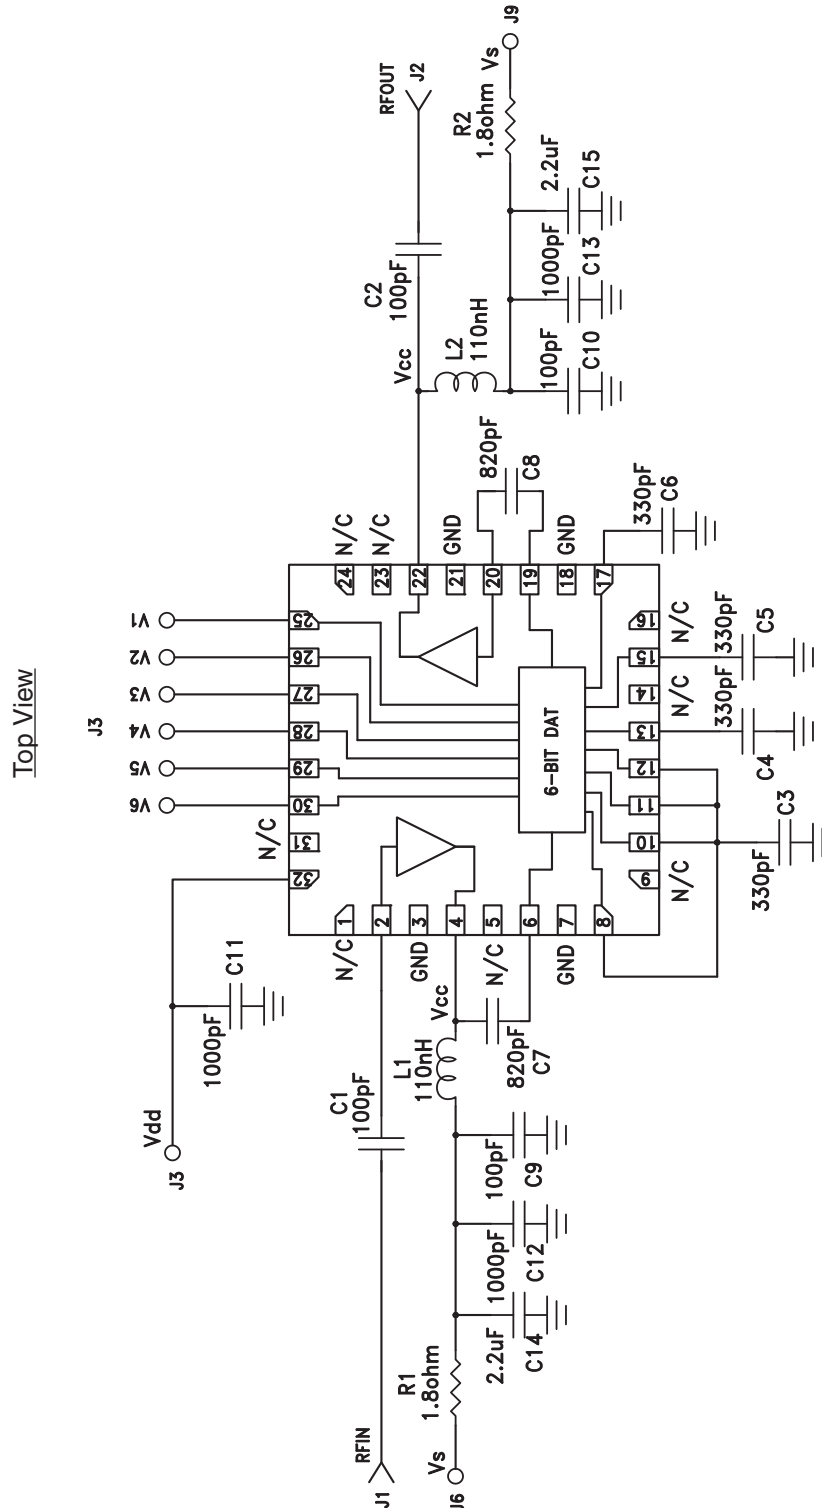 Top View
J3
V1
V2
V3
V4
V5
V6
N/C
25
26
27
28
29
30
31
32
24
N/C
23
N/C
22
21
GND
20
19
18
GND
17
16
N/C
15
14
N/C
13
12
11
10
9
N/C
1
N/C
2
3
GND
4
5
N/C
6
7
GND
8
6-BIT DAT
RFOUT
J2
C2
100pF
Vcc
L2
110nH
J9
Vs
R2
1.8ohm
2.2uF
C15
1000pF
C13
100pF
C10
820pF
C8
330pF
C6
330pF
C5
330pF
C4
330pF
C3
Vdd
J3
1000pF
C11
C1
100pF
RFIN
J1
Vcc
L1
110nH
820pF
C7
100pF
C9
1000pF
C12
2.2uF
C14
R1
1.8ohm
Vs
J6